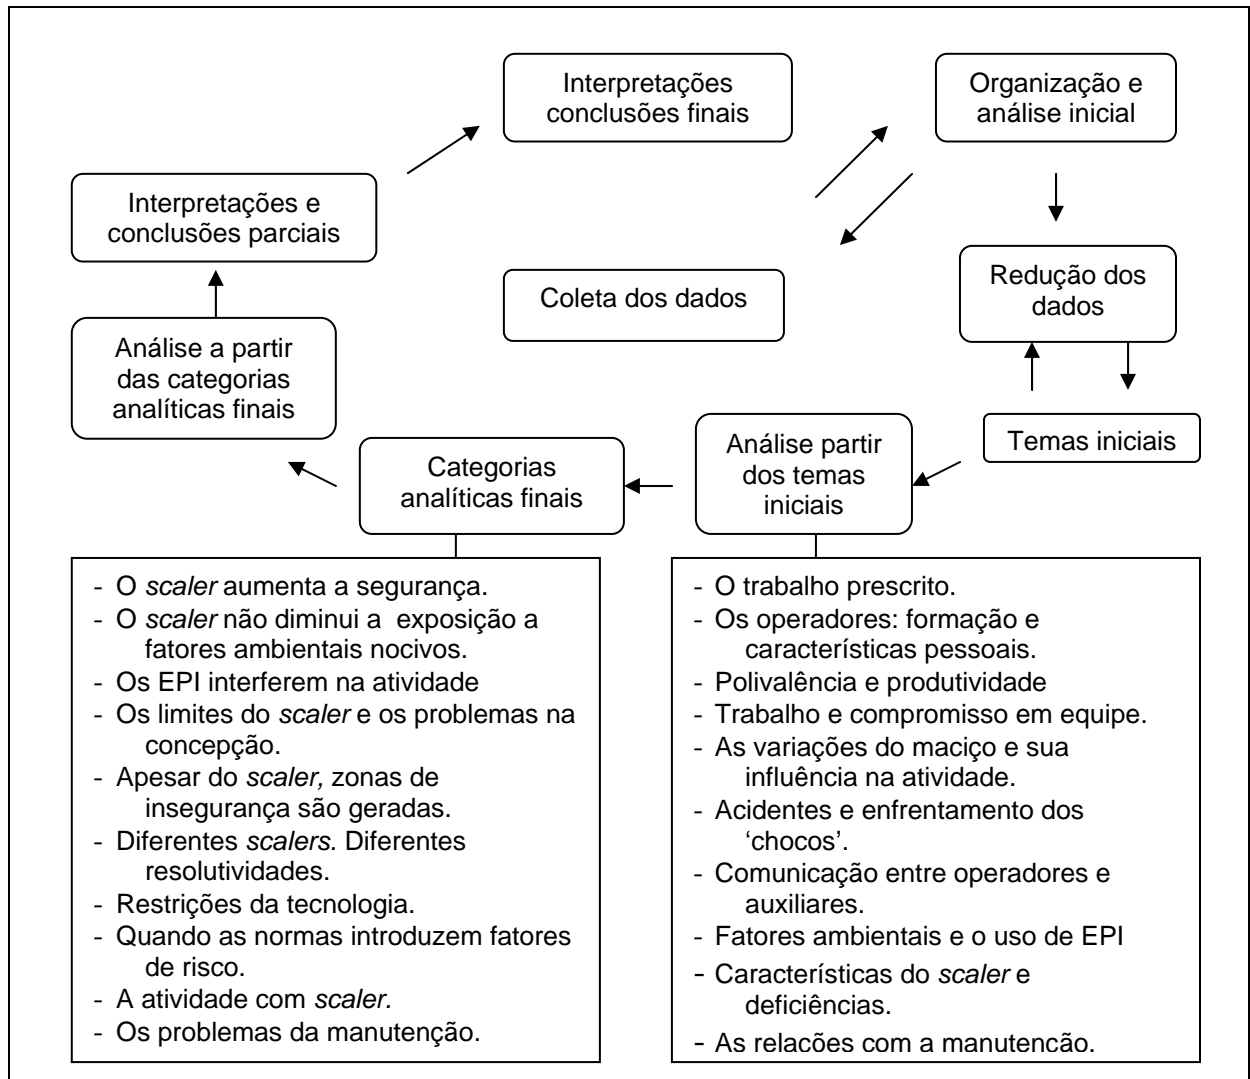 Interpretações
conclusões finais
Organização e
análise inicial
Interpretações e
conclusões parciais
Coleta dos dados
Redução dos
dados
Análise a partir
das categorias
analíticas finais
Categorias
analíticas finais
Análise partir
dos temas
iniciais
Temas iniciais
- O scaler aumenta a segurança.
- O scaler não diminui a exposição a
fatores ambientais nocivos.
- Os EPI interferem na atividade
- Os limites do scaler e os problemas na
concepção.
- Apesar do scaler, zonas de
insegurança são geradas.
- Diferentes scalers. Diferentes
resolutividades.
- Restrições da tecnologia.
- Quando as normas introduzem fatores
de risco.
- A atividade com scaler.
- Os problemas da manutenção.
- O trabalho prescrito.
- Os operadores: formação e
características pessoais.
- Polivalência e produtividade
- Trabalho e compromisso em equipe.
- As variações do maciço e sua
influência na atividade.
- Acidentes e enfrentamento dos
‘chocos’.
- Comunicação entre operadores e
auxiliares.
- Fatores ambientais e o uso de EPI
- Características do scaler e
deficiências.
- As relações com a manutenção.